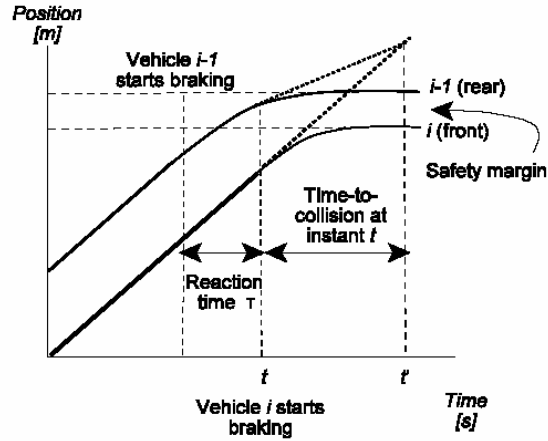 Position
[m]
Vehicle i-1
starts braking
i-1 (rear)
i (front)
Safety margin
Time-to-
collision at
instant t
Reaction
time τ
t
t'
Vehicle i starts
braking
Time
[s]